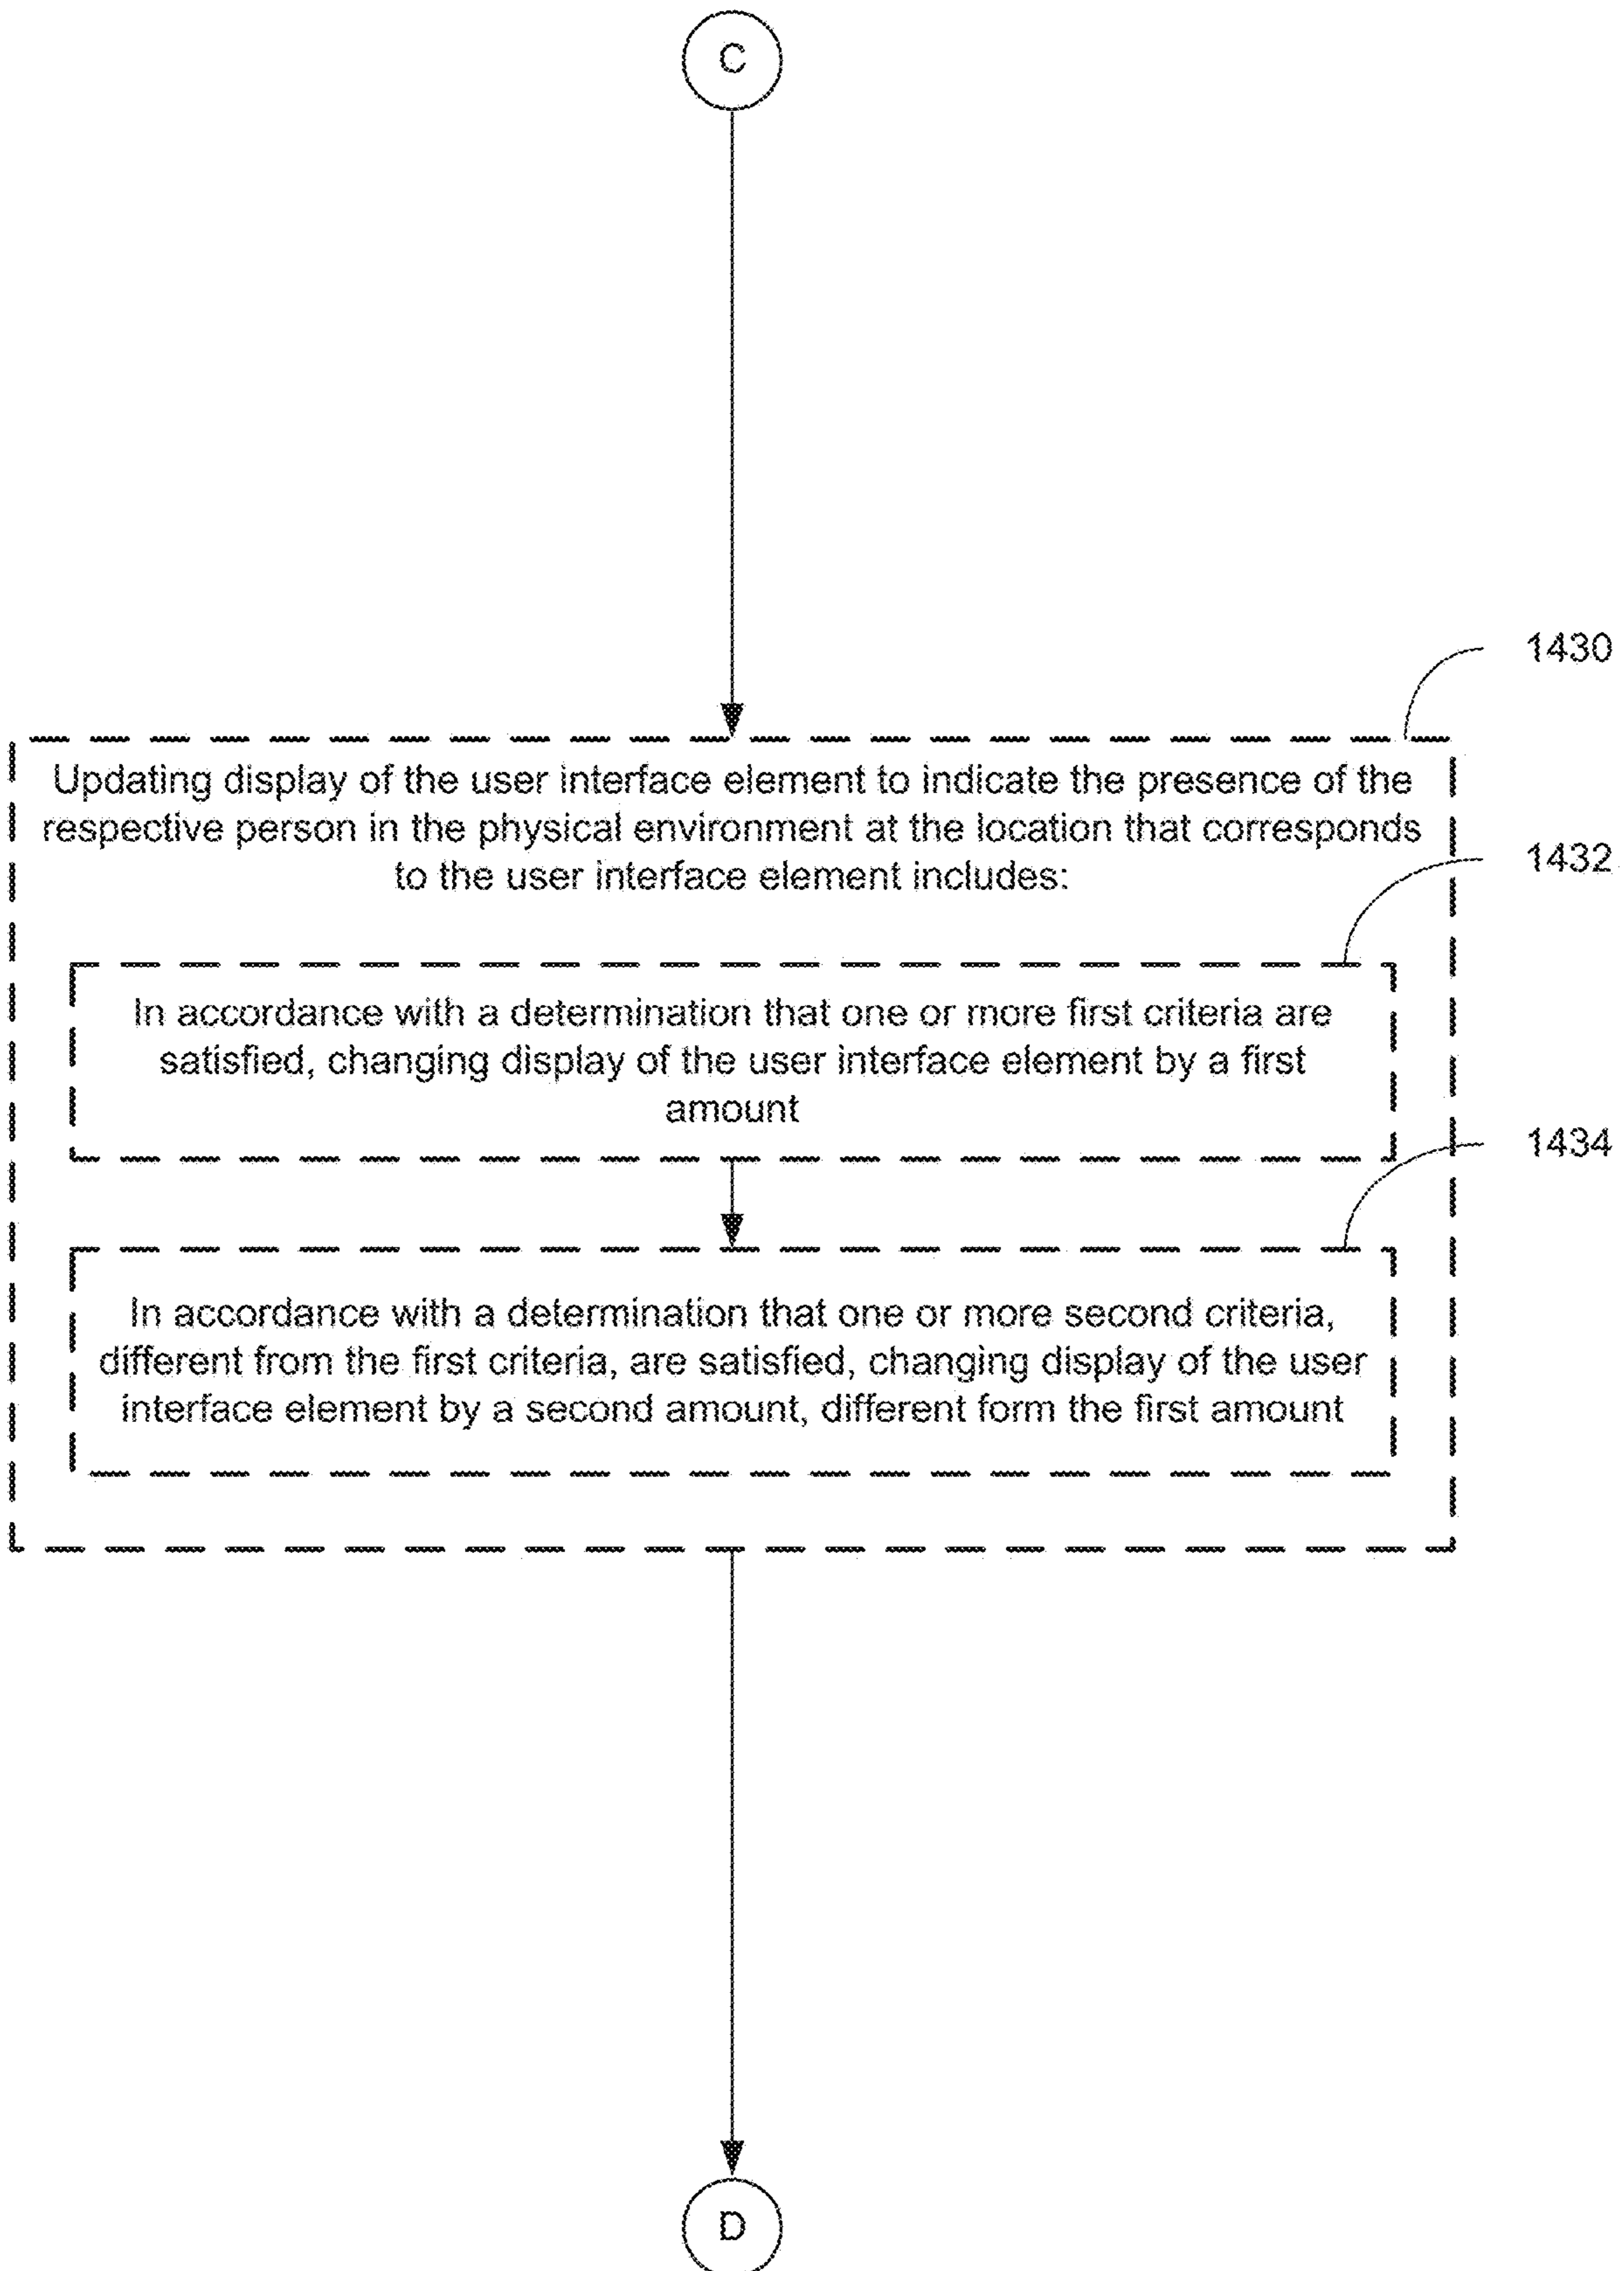 C
1430
Updating display of the user interface element to indicate the presence of the
respective person in the physical environment at the location that corresponds
to the user interface element includes:
1432
In accordance with a determination that one or more first criteria are
satisfied, changing display of the user interface element by a first
amount
1434
In accordance with a determination that one or more second criteria,
different from the first criteria, are satisfied, changing display of the user
interface element by a second amount, different form the first amount
D